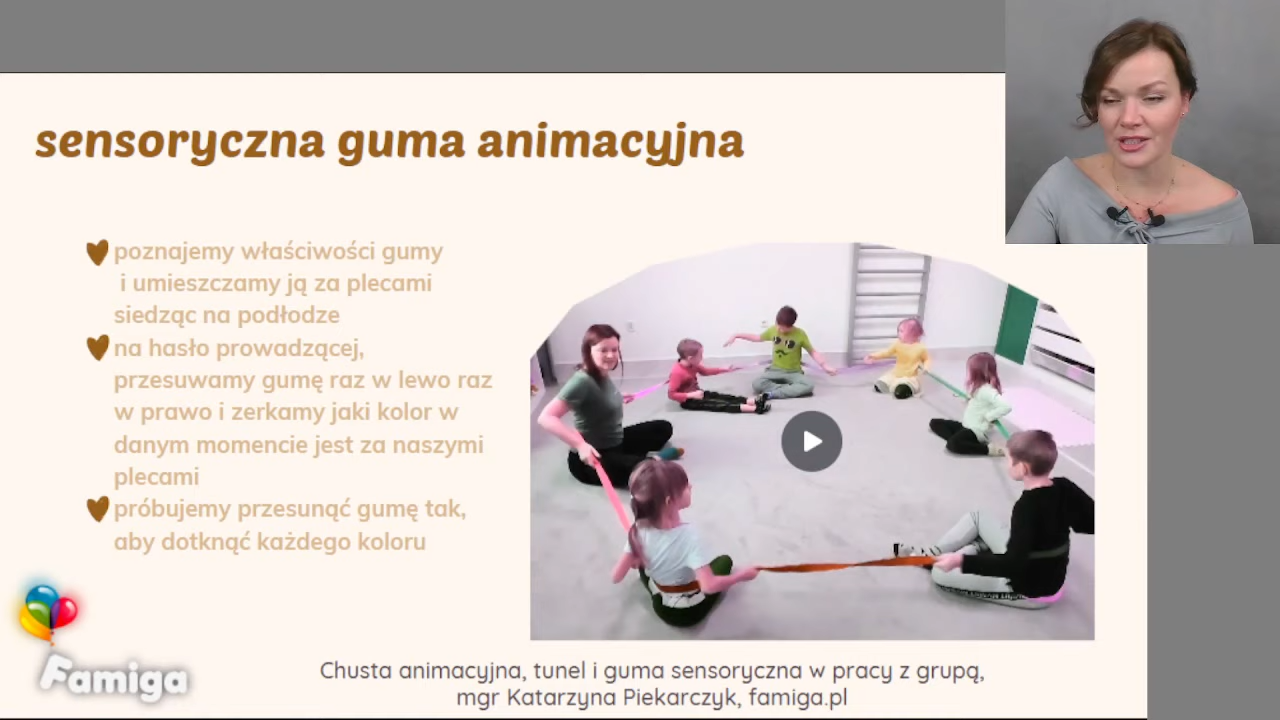 sensoryczna guma animacyjna
poznajemy właściwości gumy
i umieszczamy ją za plecami
siedząc na podłodze
na hasło prowadzącej,
przesuwamy gumę raz w lewo raz
w prawo i zerkamy jaki kolor w
danym momencie jest za naszymi
plecami
próbujemy przesunąć gumę tak,
aby dotknąć każdego koloru
Famiga
Chusta animacyjna, tunel i guma sensoryczna w pracy z grupą,
mgr Katarzyna Piekarczyk, famiga.pl